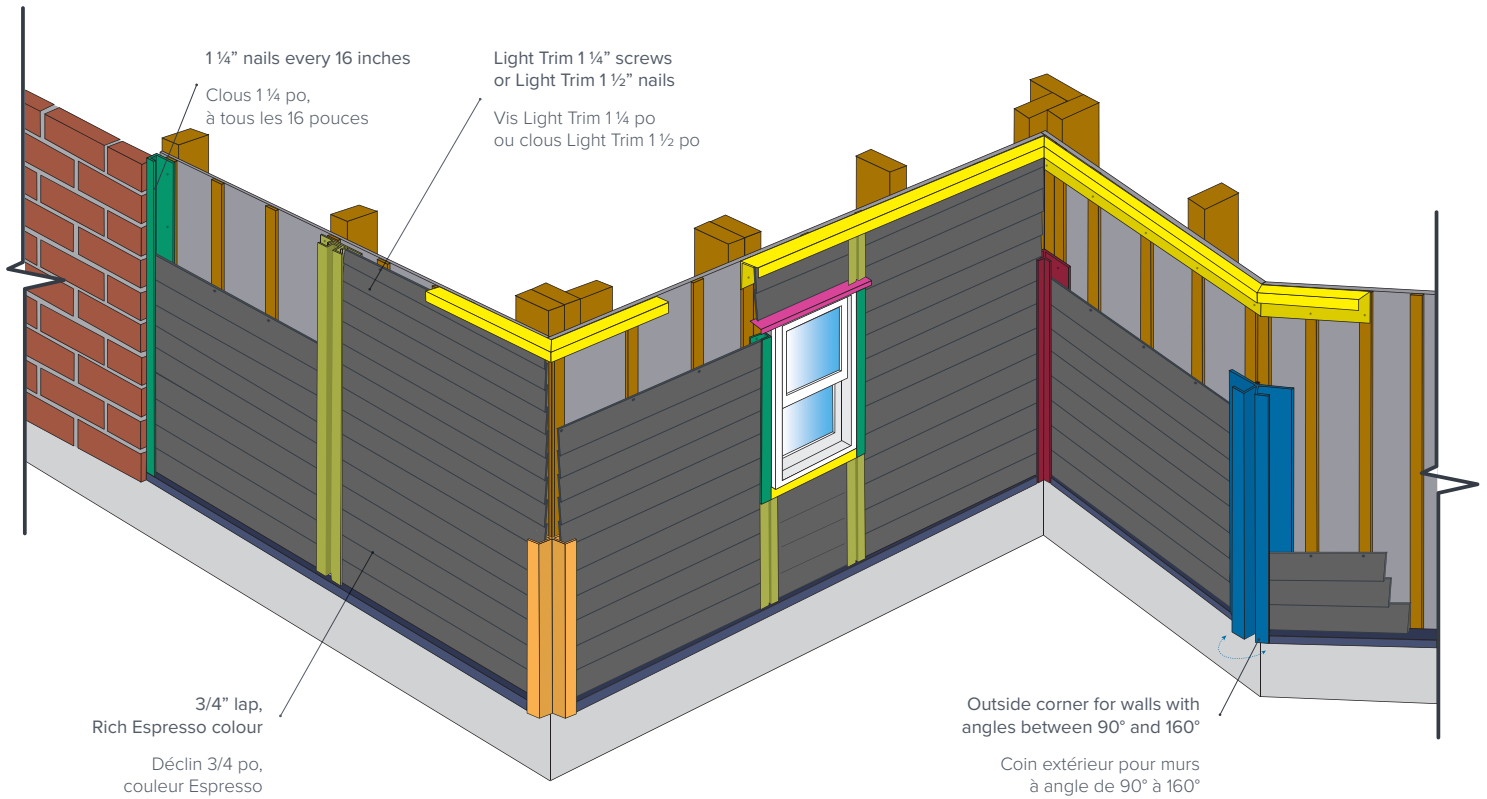 1 ¼” nails every 16 inches
Clous 1 ¼ po,
à tous les 16 pouces
Light Trim 1 ¼” screws
or Light Trim 1 ½” nails
Vis Light Trim 1 ¼ po
ou clous Light Trim 1 ½ po
3/4” lap,
Rich Espresso colour
Déclin 3/4 po,
couleur Espresso
Outside corner for walls with
angles between 90° and 160°
Coin extérieur pour murs
à angle de 90° à 160°